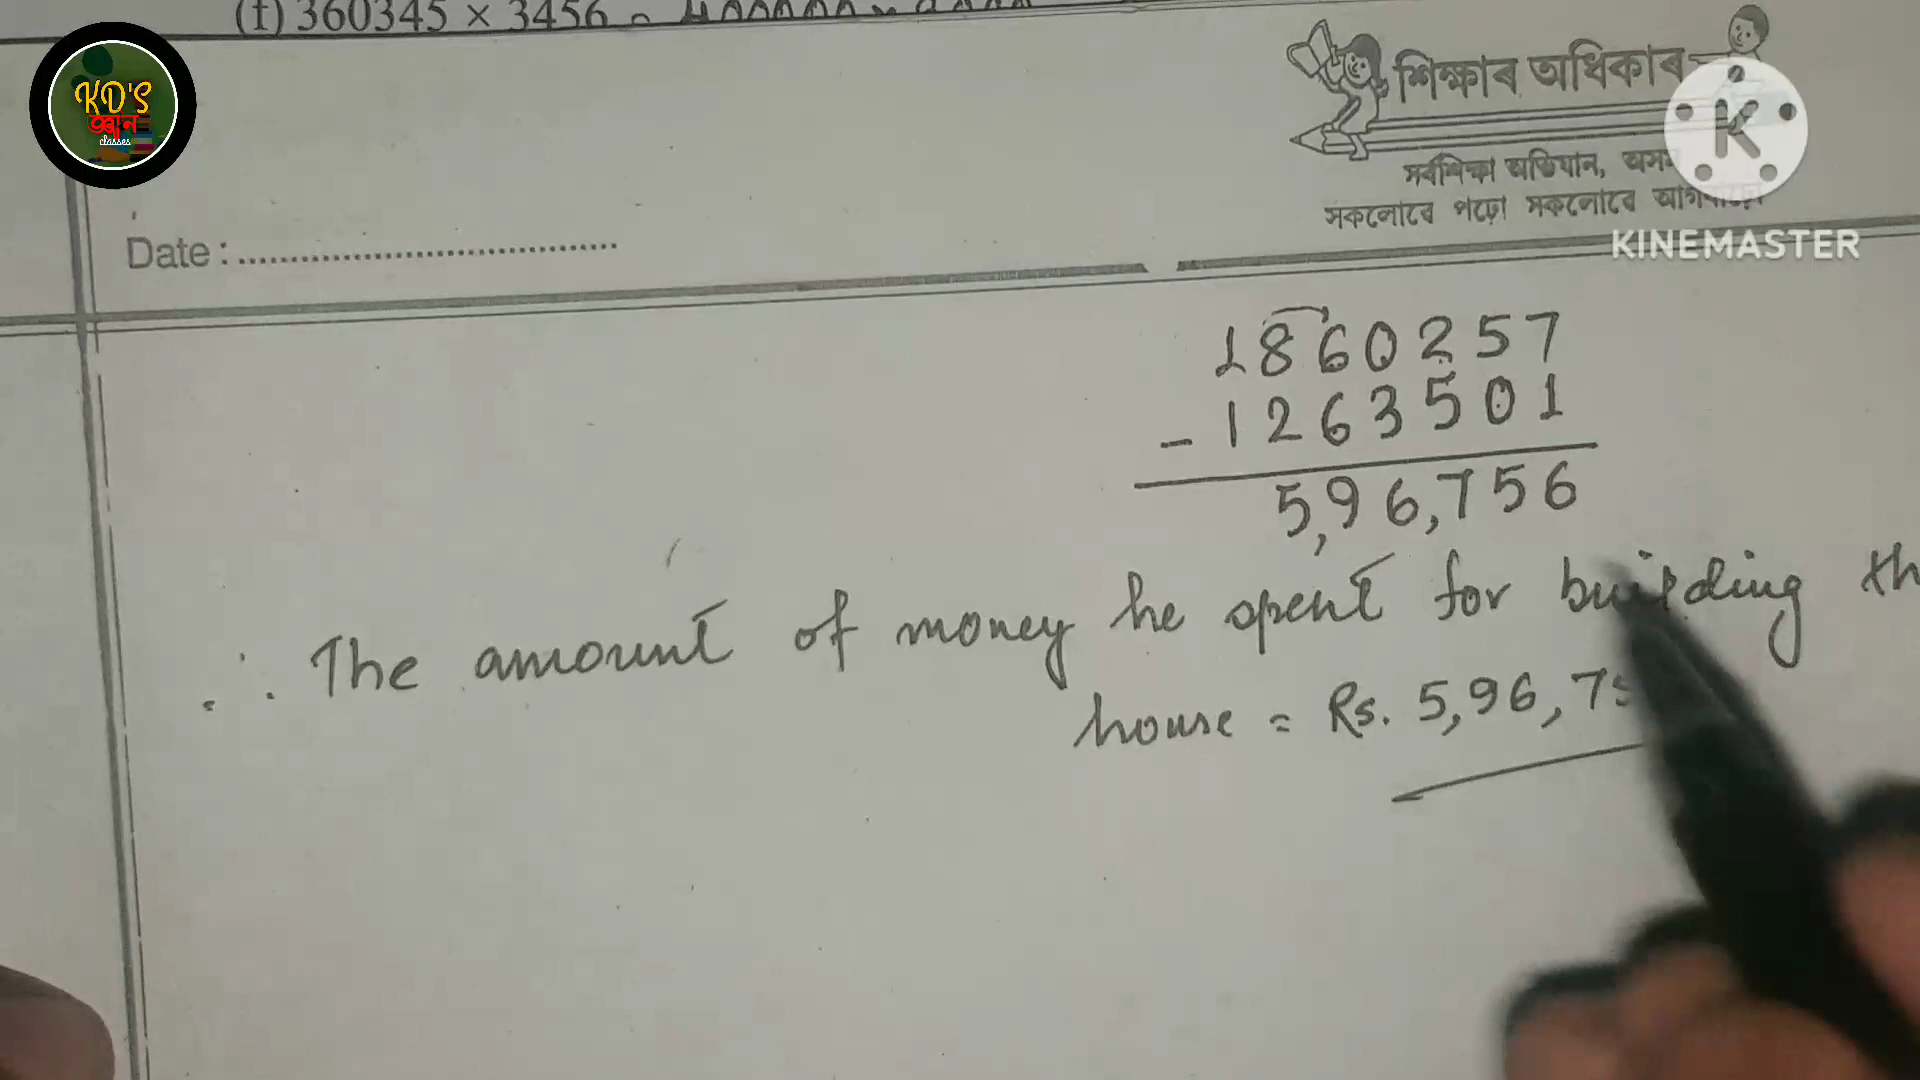 (f) 360345 × 3456
KD'S
জ্ঞান
classes
শিক্ষাৰ অধিকাৰ
K
সৰ্বশিক্ষা অভিযান,
সকলোৱে পঢ়ো সকলোৱে
KINEMASTER
Date :
1860257
- 1263501
5,96,756
∴ The amount of money he spent for building
house = Rs. 5,96,75